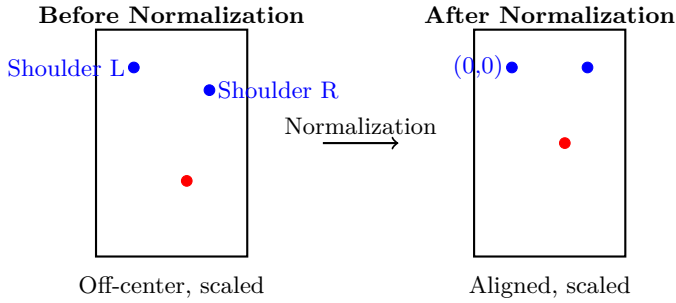 Before Normalization
After Normalization
Shoulder L
(0,0)
Shoulder R
Normalization
Off-center, scaled
Aligned, scaled